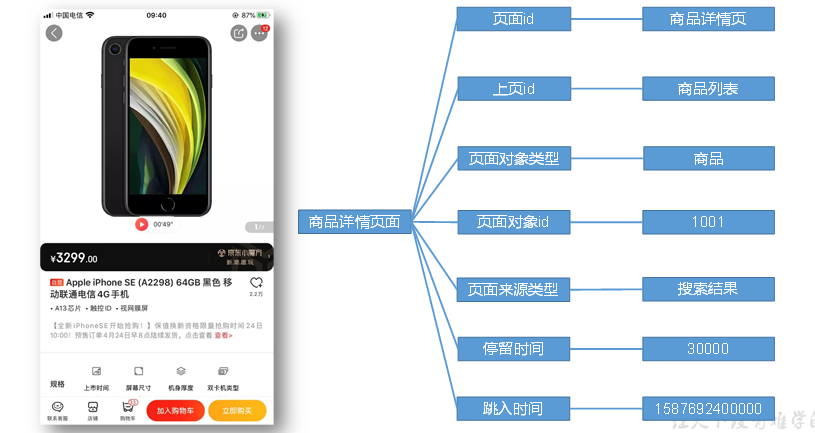 中国电信
09:40
87%
00'49"
1/7
¥3299.00
京东小魔方
新潮趣玩
自营 Apple iPhone SE (A2298) 64GB 黑色 移
动联通电信4G手机
2.2万
• A13芯片 • 触控ID • 视网膜屏
【全新iPhoneSE开始抢购!】保值换新资格限量抢购时间24日
10:00!预售订单4月24日早8点陆续发货。点击查看 查看>
规格
上市时间
屏幕尺寸
机身厚度
双卡机类型
联系客服
店铺
购物车
加入购物车
立即购买
商品详情页面
页面id
商品详情页
上页id
商品列表
页面对象类型
商品
页面对象id
1001
页面来源类型
搜索结果
停留时间
30000
跳入时间
1587692400000